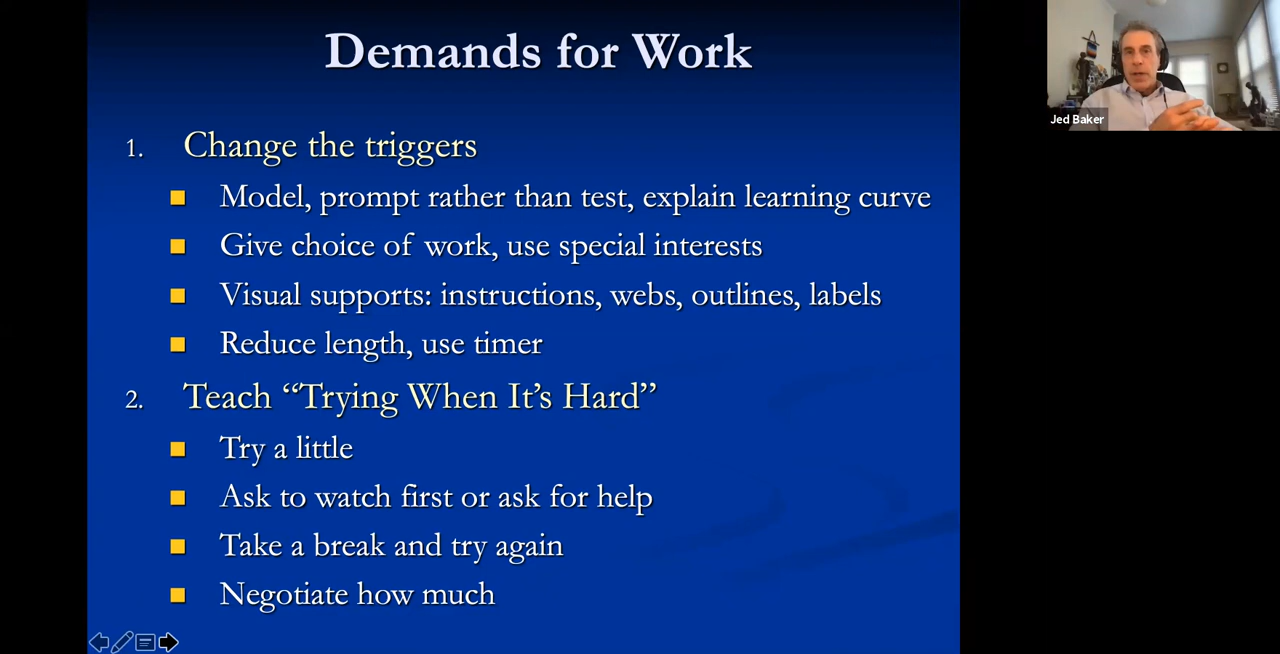 Demands for Work
1. Change the triggers
Model, prompt rather than test, explain learning curve
Give choice of work, use special interests
Visual supports: instructions, webs, outlines, labels
Reduce length, use timer
2. Teach “Trying When It’s Hard”
Try a little
Ask to watch first or ask for help
Take a break and try again
Negotiate how much
Jed Baker